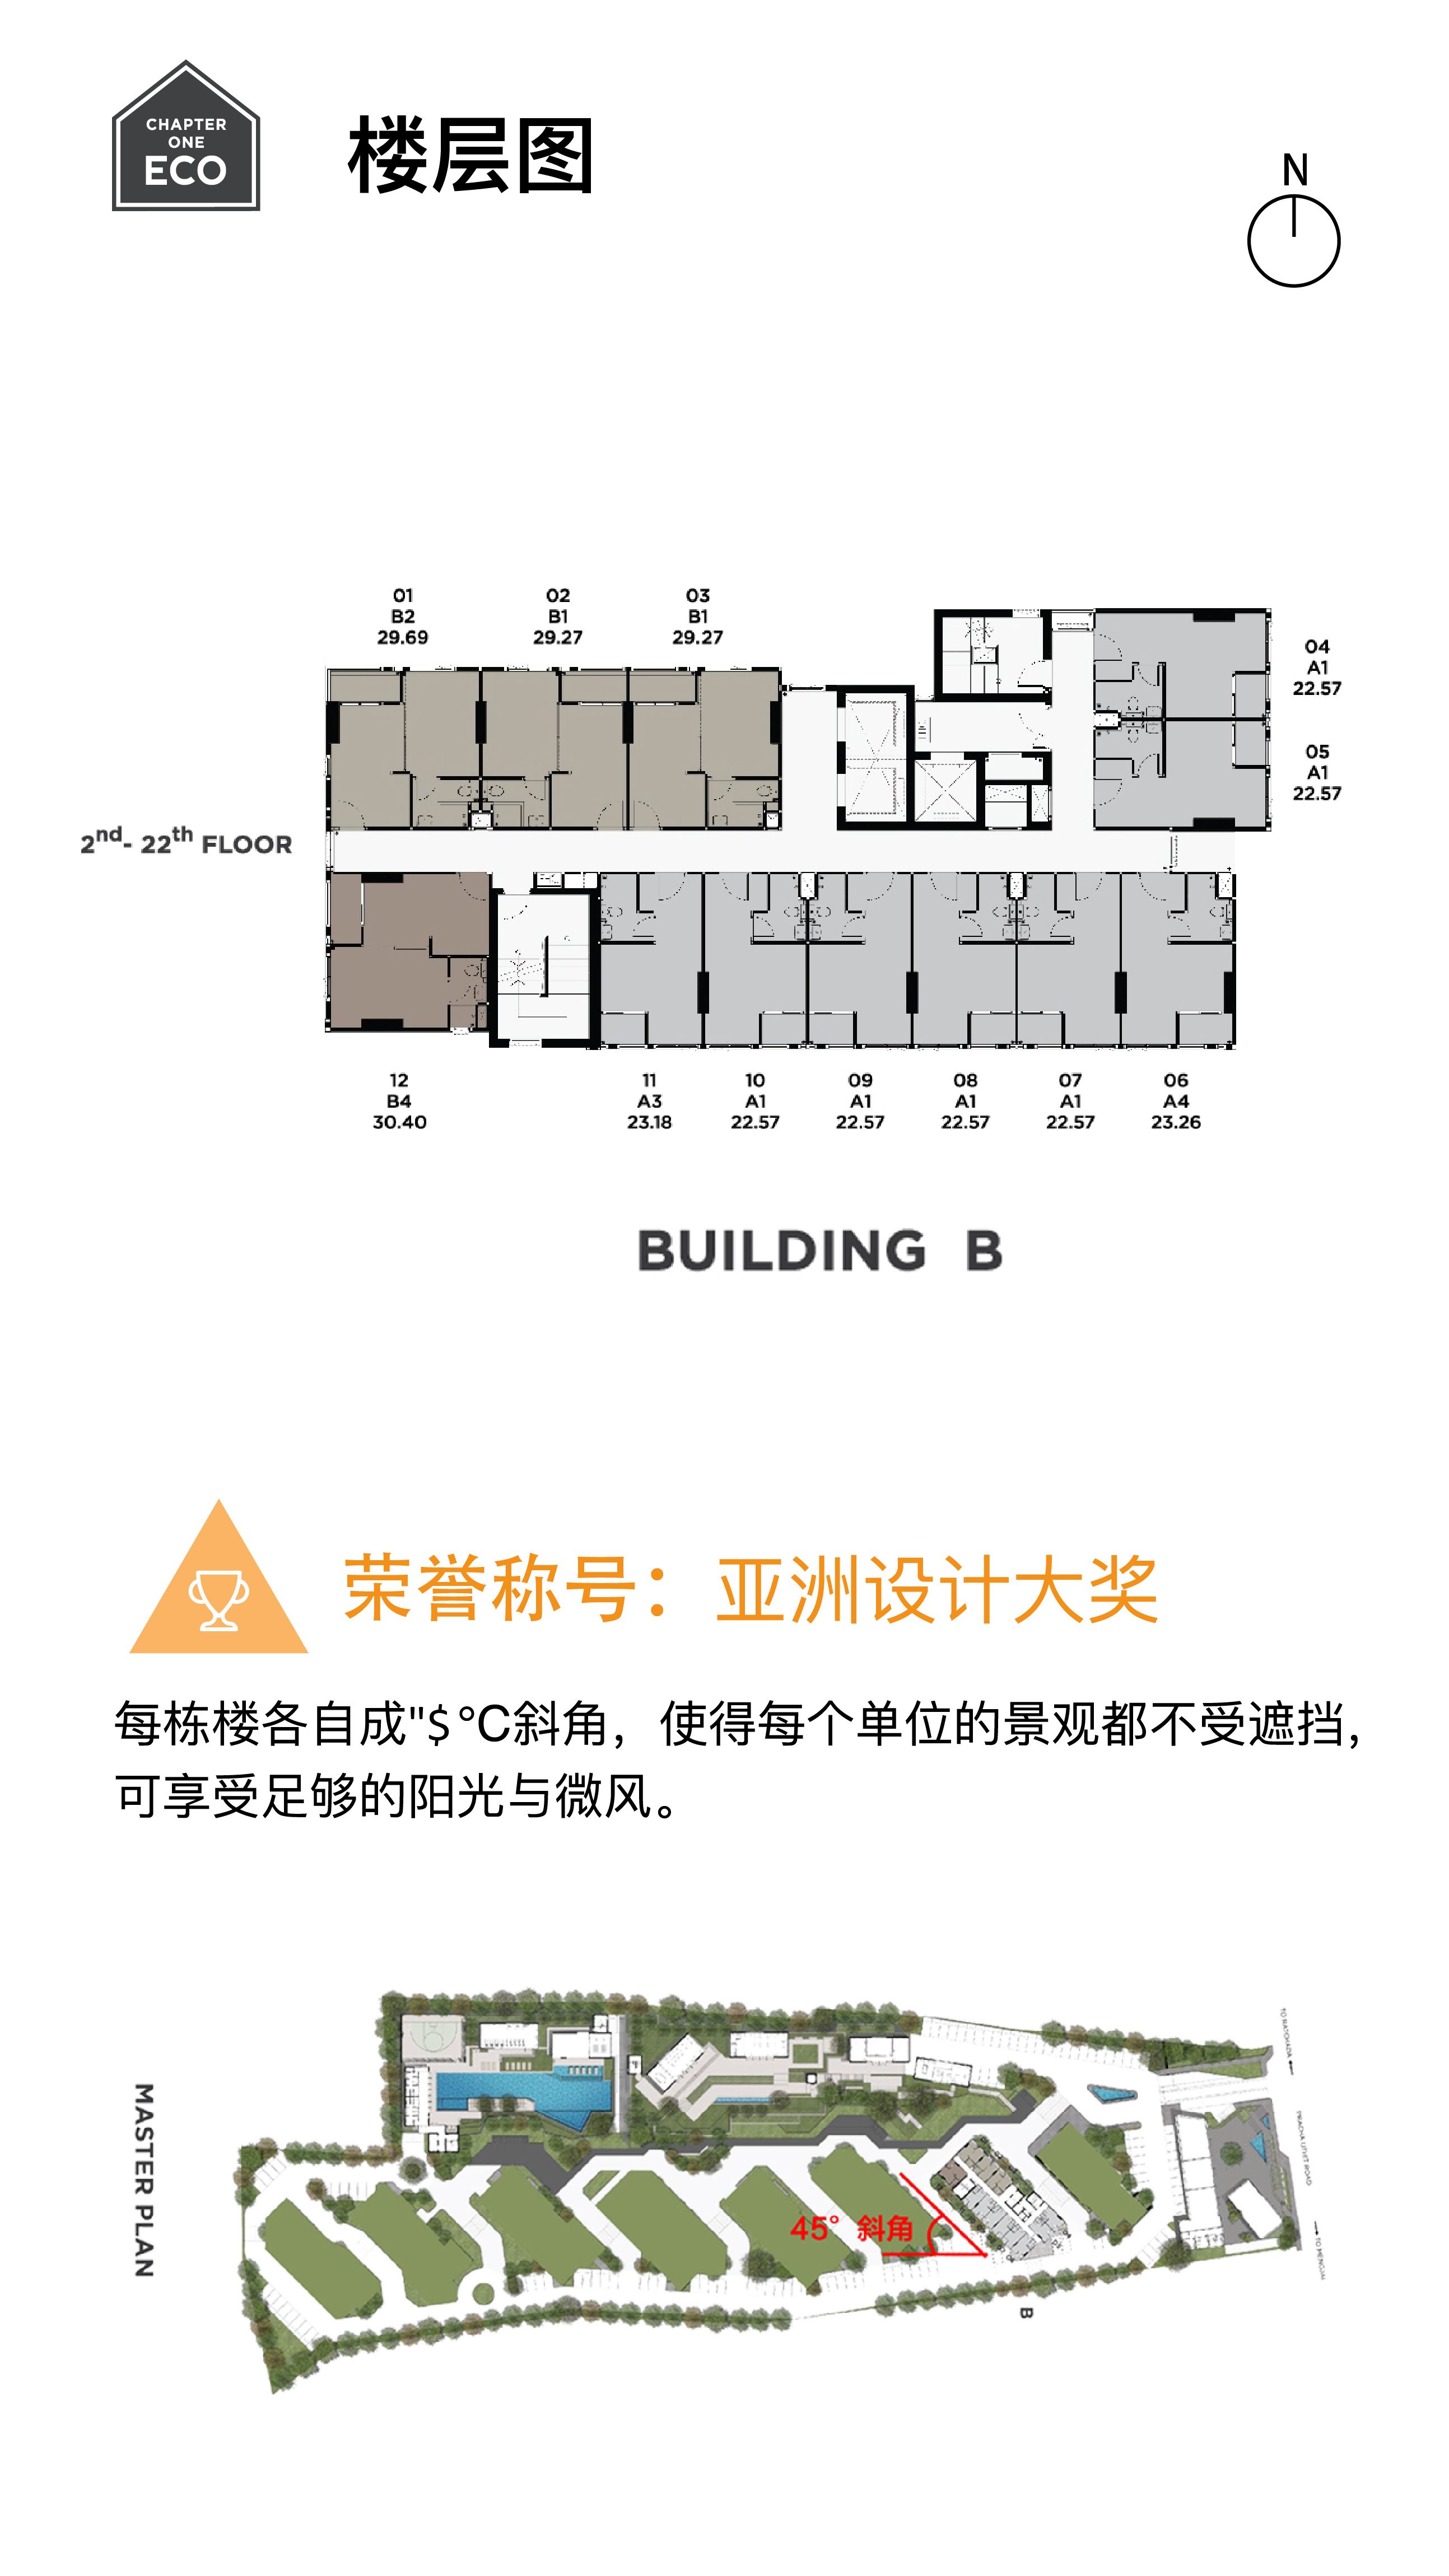 CHAPTER
ONE
ECO
楼层图
N
01
B2
29.69
02
B1
29.27
03
B1
29.27
04
A1
22.57
05
A1
22.57
2nd- 22th FLOOR
12
B4
30.40
11
A3
23.18
10
A1
22.57
09
A1
22.57
08
A1
22.57
07
A1
22.57
06
A4
23.26
BUILDING B
荣誉称号：亚洲设计大奖
每栋楼各自成"$℃斜角，使得每个单位的景观都不受遮挡，
可享受足够的阳光与微风。
MASTER PLAN
45° 斜角
B